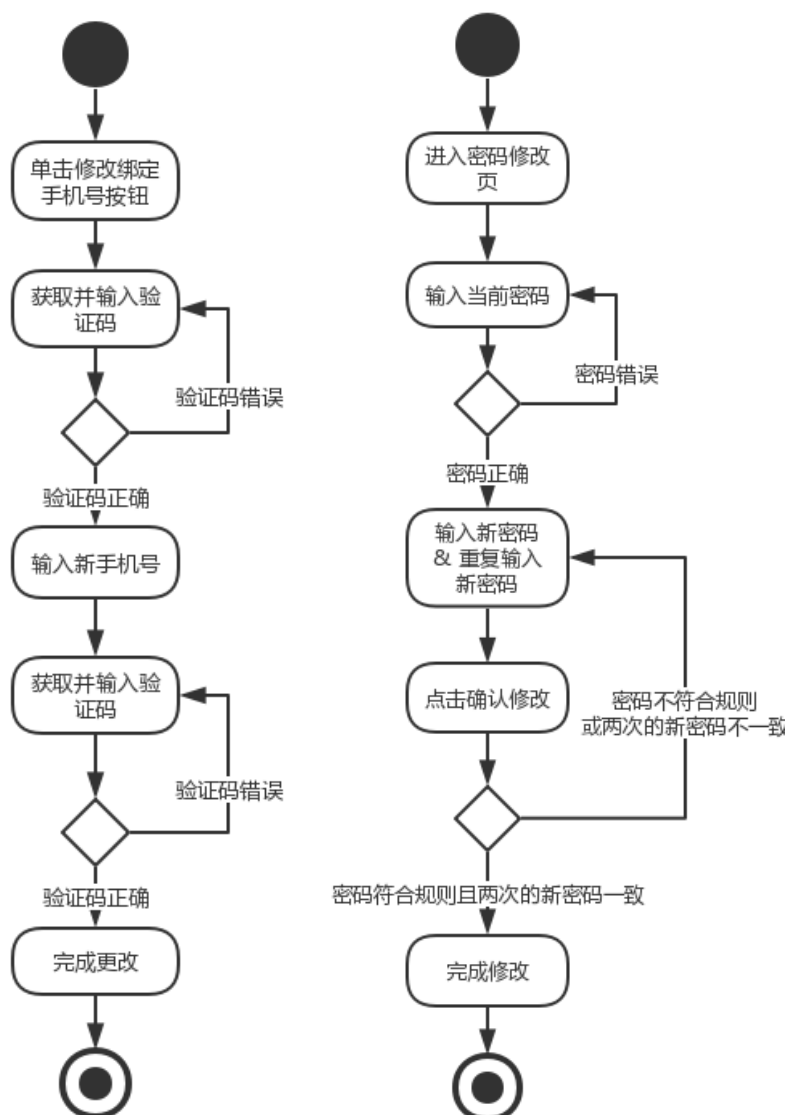 单击修改绑定
手机号按钮
获取并输入验
证码
验证码错误
验证码正确
输入新手机号
获取并输入验
证码
验证码错误
验证码正确
完成更改
进入密码修改
页
输入当前密码
密码错误
密码正确
输入新密码
& 重复输入
新密码
点击确认修改
密码不符合规则
或两次的新密码不一致
密码符合规则且两次的新密码一致
完成修改